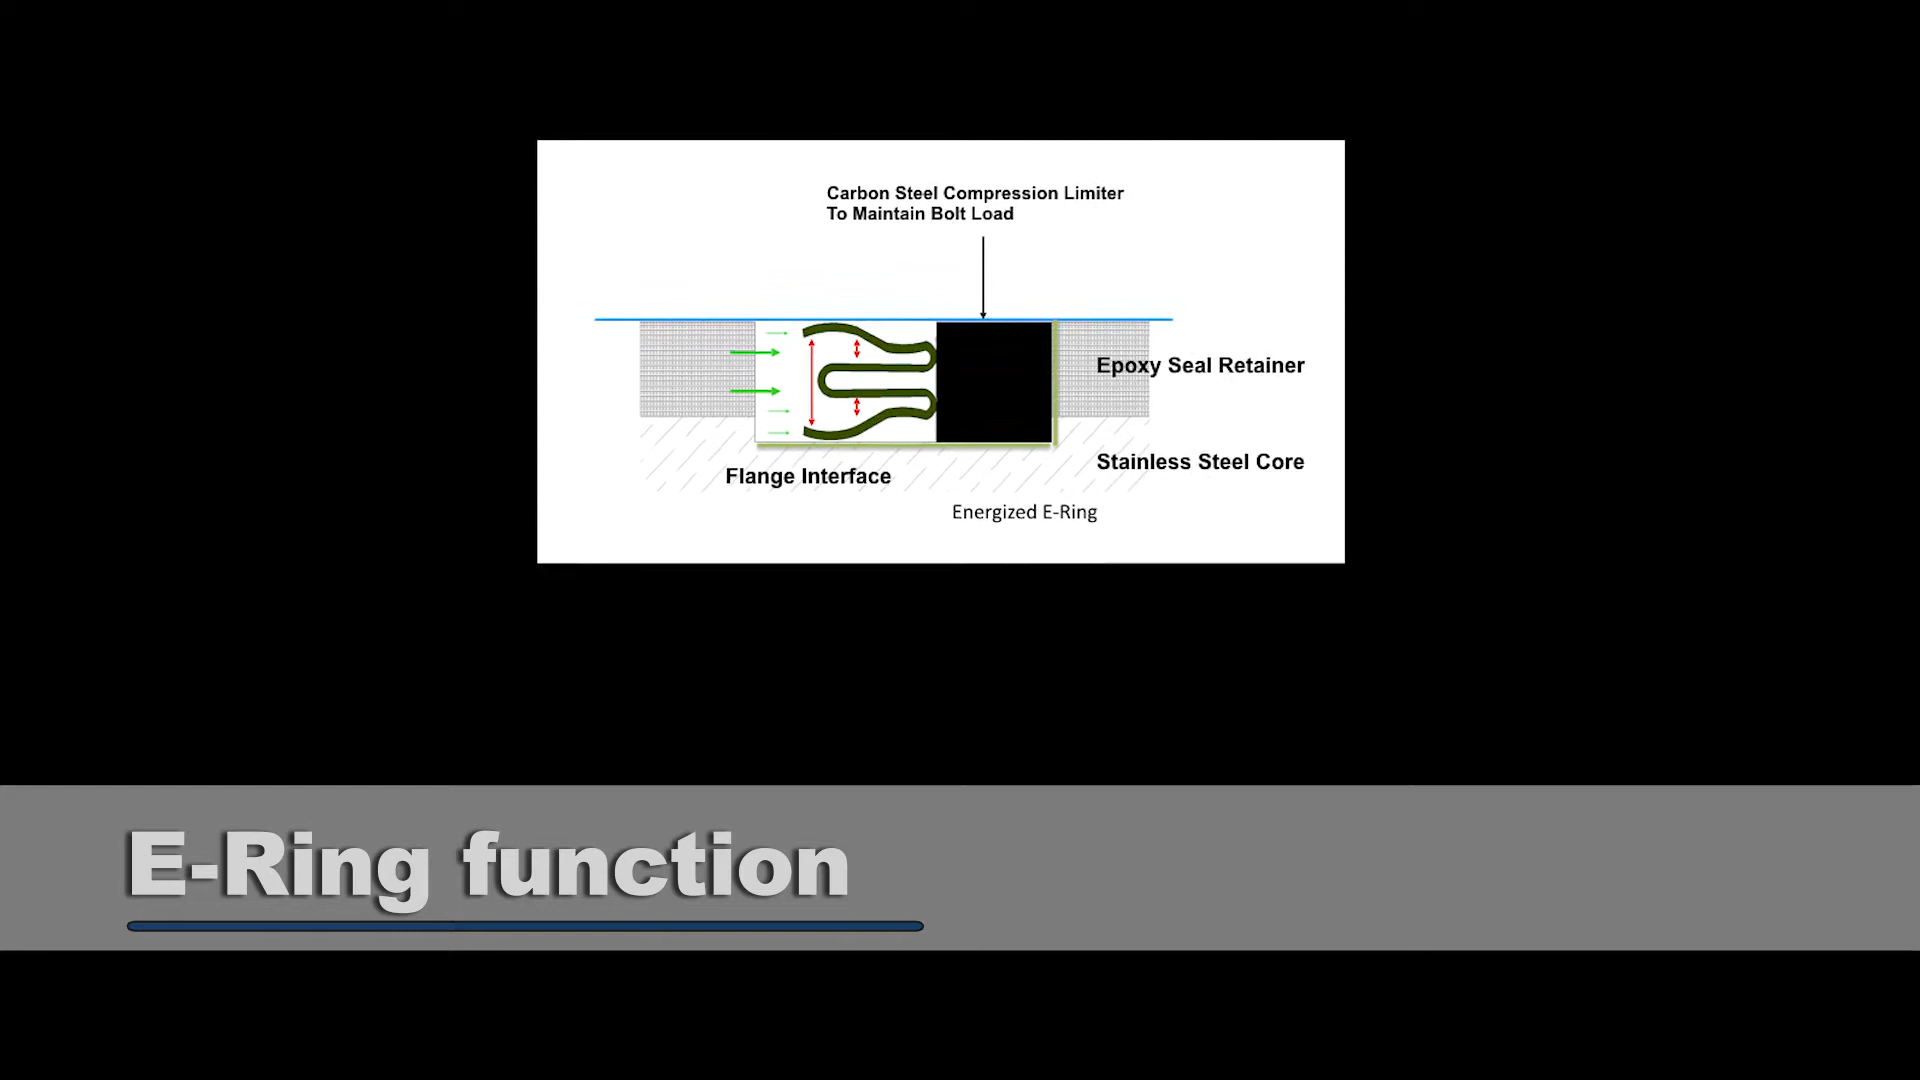 Carbon Steel Compression Limiter
To Maintain Bolt Load
Epoxy Seal Retainer
Stainless Steel Core
Flange Interface
Energized E-Ring
E-Ring function